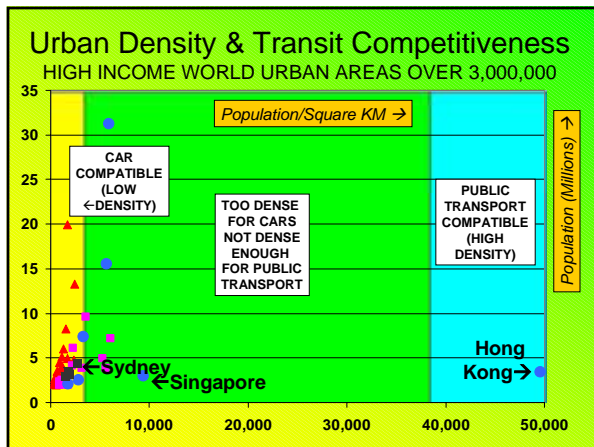 Urban Density & Transit Competitiveness
HIGH INCOME WORLD URBAN AREAS OVER 3,000,000
35
30
25
20
15
10
5
0
Population/Square KM →
Population (Millions) →
CAR
COMPATIBLE
(LOW
←DENSITY)
TOO DENSE
FOR CARS
NOT DENSE
ENOUGH
FOR PUBLIC
TRANSPORT
PUBLIC
TRANSPORT
COMPATIBLE
(HIGH
DENSITY)
←Sydney
←Singapore
Hong
Kong→
0
10,000
20,000
30,000
40,000
50,000